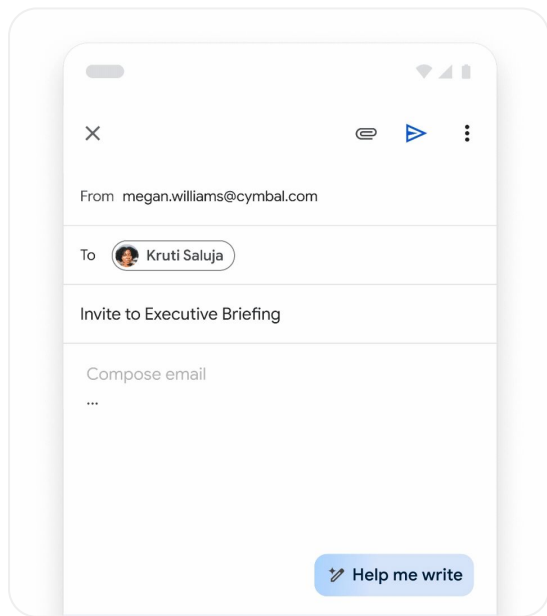 From megan.williams@cymbal.com
To Kruti Saluja
Invite to Executive Briefing
Compose email
...
Help me write